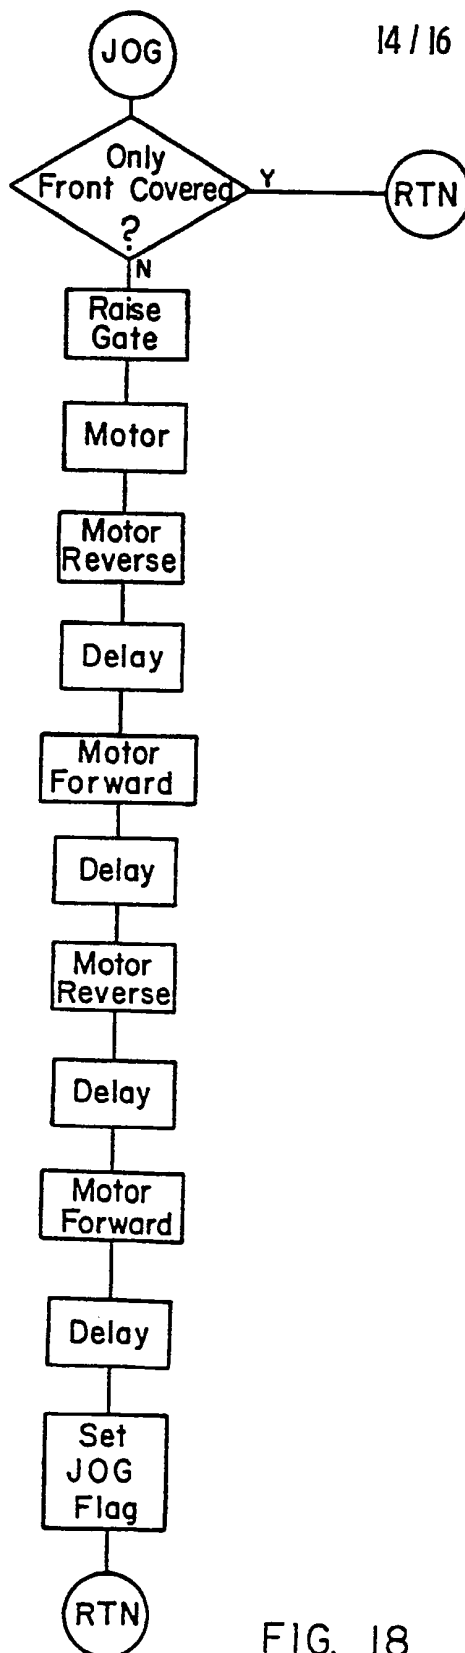 JOG
14/16
Only
Front Covered
?
Y
RTN
N
Raise
Gate
Motor
Motor
Reverse
Delay
Motor
Forward
Delay
Motor
Reverse
Delay
Motor
Forward
Delay
Set
JOG
Flag
RTN
FIG. 18